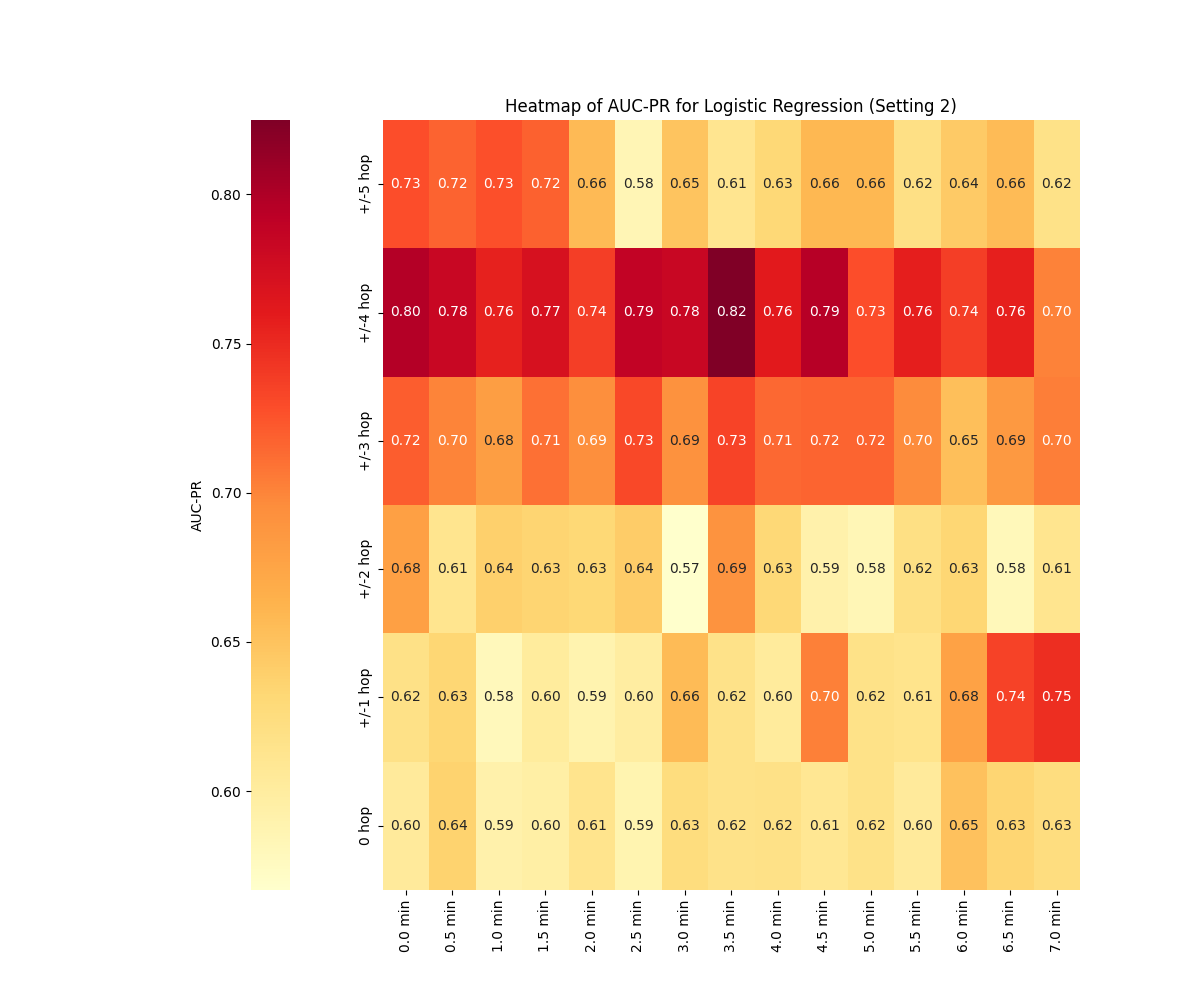 Heatmap of AUC-PR for Logistic Regression (Setting 2)
AUC-PR
0.80
0.75
0.70
0.65
0.60
+/-5 hop
0.73 0.72 0.73 0.72 0.66 0.58 0.65 0.61 0.63 0.66 0.66 0.62 0.64 0.66 0.62
+/-4 hop
0.80 0.78 0.76 0.77 0.74 0.79 0.78 0.82 0.76 0.79 0.73 0.76 0.74 0.76 0.70
+/-3 hop
0.72 0.70 0.68 0.71 0.69 0.73 0.69 0.73 0.71 0.72 0.72 0.70 0.65 0.69 0.70
+/-2 hop
0.68 0.61 0.64 0.63 0.63 0.64 0.57 0.69 0.63 0.59 0.58 0.62 0.63 0.58 0.61
+/-1 hop
0.62 0.63 0.58 0.60 0.59 0.60 0.66 0.62 0.60 0.70 0.62 0.61 0.68 0.74 0.75
0 hop
0.60 0.64 0.59 0.60 0.61 0.59 0.63 0.62 0.62 0.61 0.62 0.60 0.65 0.63 0.63
0.0 min
0.5 min
1.0 min
1.5 min
2.0 min
2.5 min
3.0 min
3.5 min
4.0 min
4.5 min
5.0 min
5.5 min
6.0 min
6.5 min
7.0 min